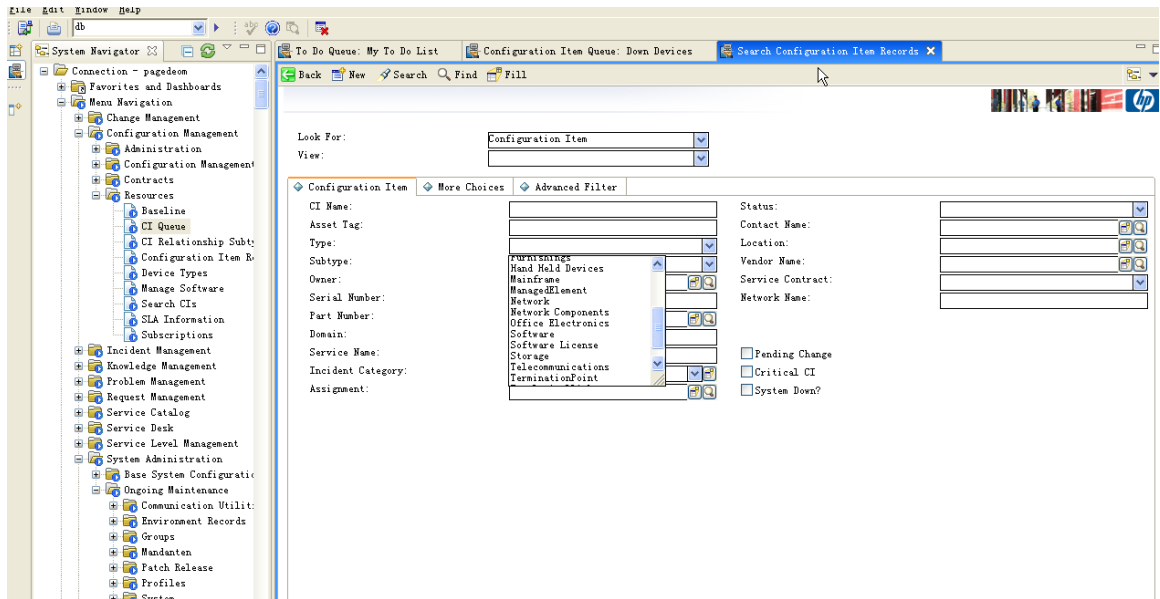 File Edit Window Help
db
System Navigator
To Do Queue: My To Do List
Configuration Item Queue: Down Devices
Search Configuration Item Records
Connection - pagedeom
Favorites and Dashboards
Menu Navigation
Change Management
Configuration Management
Administration
Configuration Management
Contracts
Resources
Baseline
CI Queue
CI Relationship Subty
Configuration Item R
Device Types
Manage Software
Search CIs
SLA Information
Subscriptions
Incident Management
Knowledge Management
Problem Management
Request Management
Service Catalog
Service Desk
Service Level Management
System Administration
Base System Configuratio
Ongoing Maintenance
Communication Utilit
Environment Records
Groups
Mandanten
Patch Release
Profiles
System
Back New Search Find Fill
hp
Look For: Configuration Item
View:
Configuration Item More Choices Advanced Filter
CI Name:
Asset Tag:
Type:
Subtype:
Owner:
Serial Number:
Part Number:
Domain:
Service Name:
Incident Category:
Assignment:
Furnishings
Hand Held Devices
Mainframe
ManagedElement
Network
Network Components
Office Electronics
Software
Software License
Storage
Telecommunications
TerminationPoint
Status:
Contact Name:
Location:
Vendor Name:
Service Contract:
Network Name:
Pending Change
Critical CI
System Down?